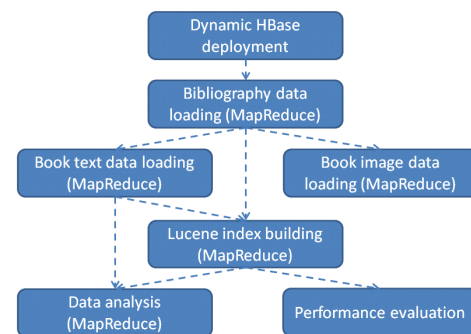 Dynamic HBase
deployment
Bibliography data
loading (MapReduce)
Book text data loading
(MapReduce)
Book image data
loading (MapReduce)
Lucene index building
(MapReduce)
Data analysis
(MapReduce)
Performance evaluation